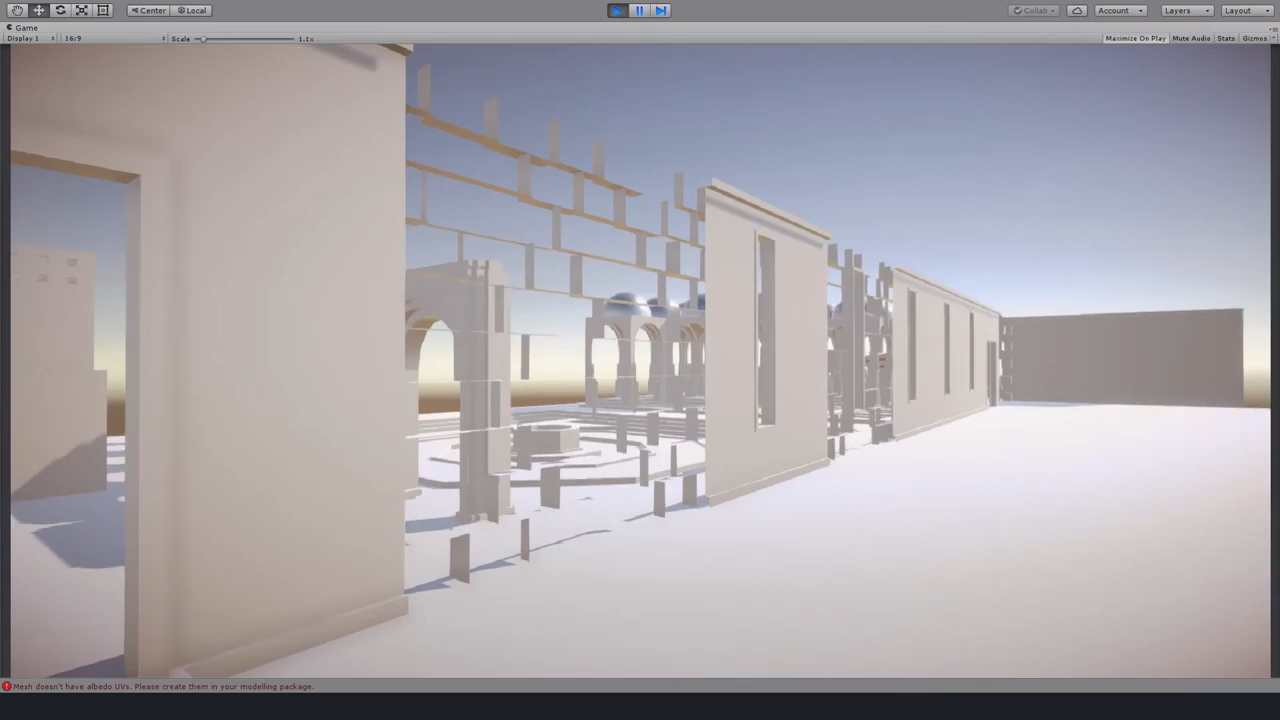 Center Local Collab Account Layers Layout
Game
Display 1 16:9 Scale 1.1x Maximize On Play Mute Audio Stats Gizmos
Mesh doesn't have albedo UVs. Please create them in your modelling package.